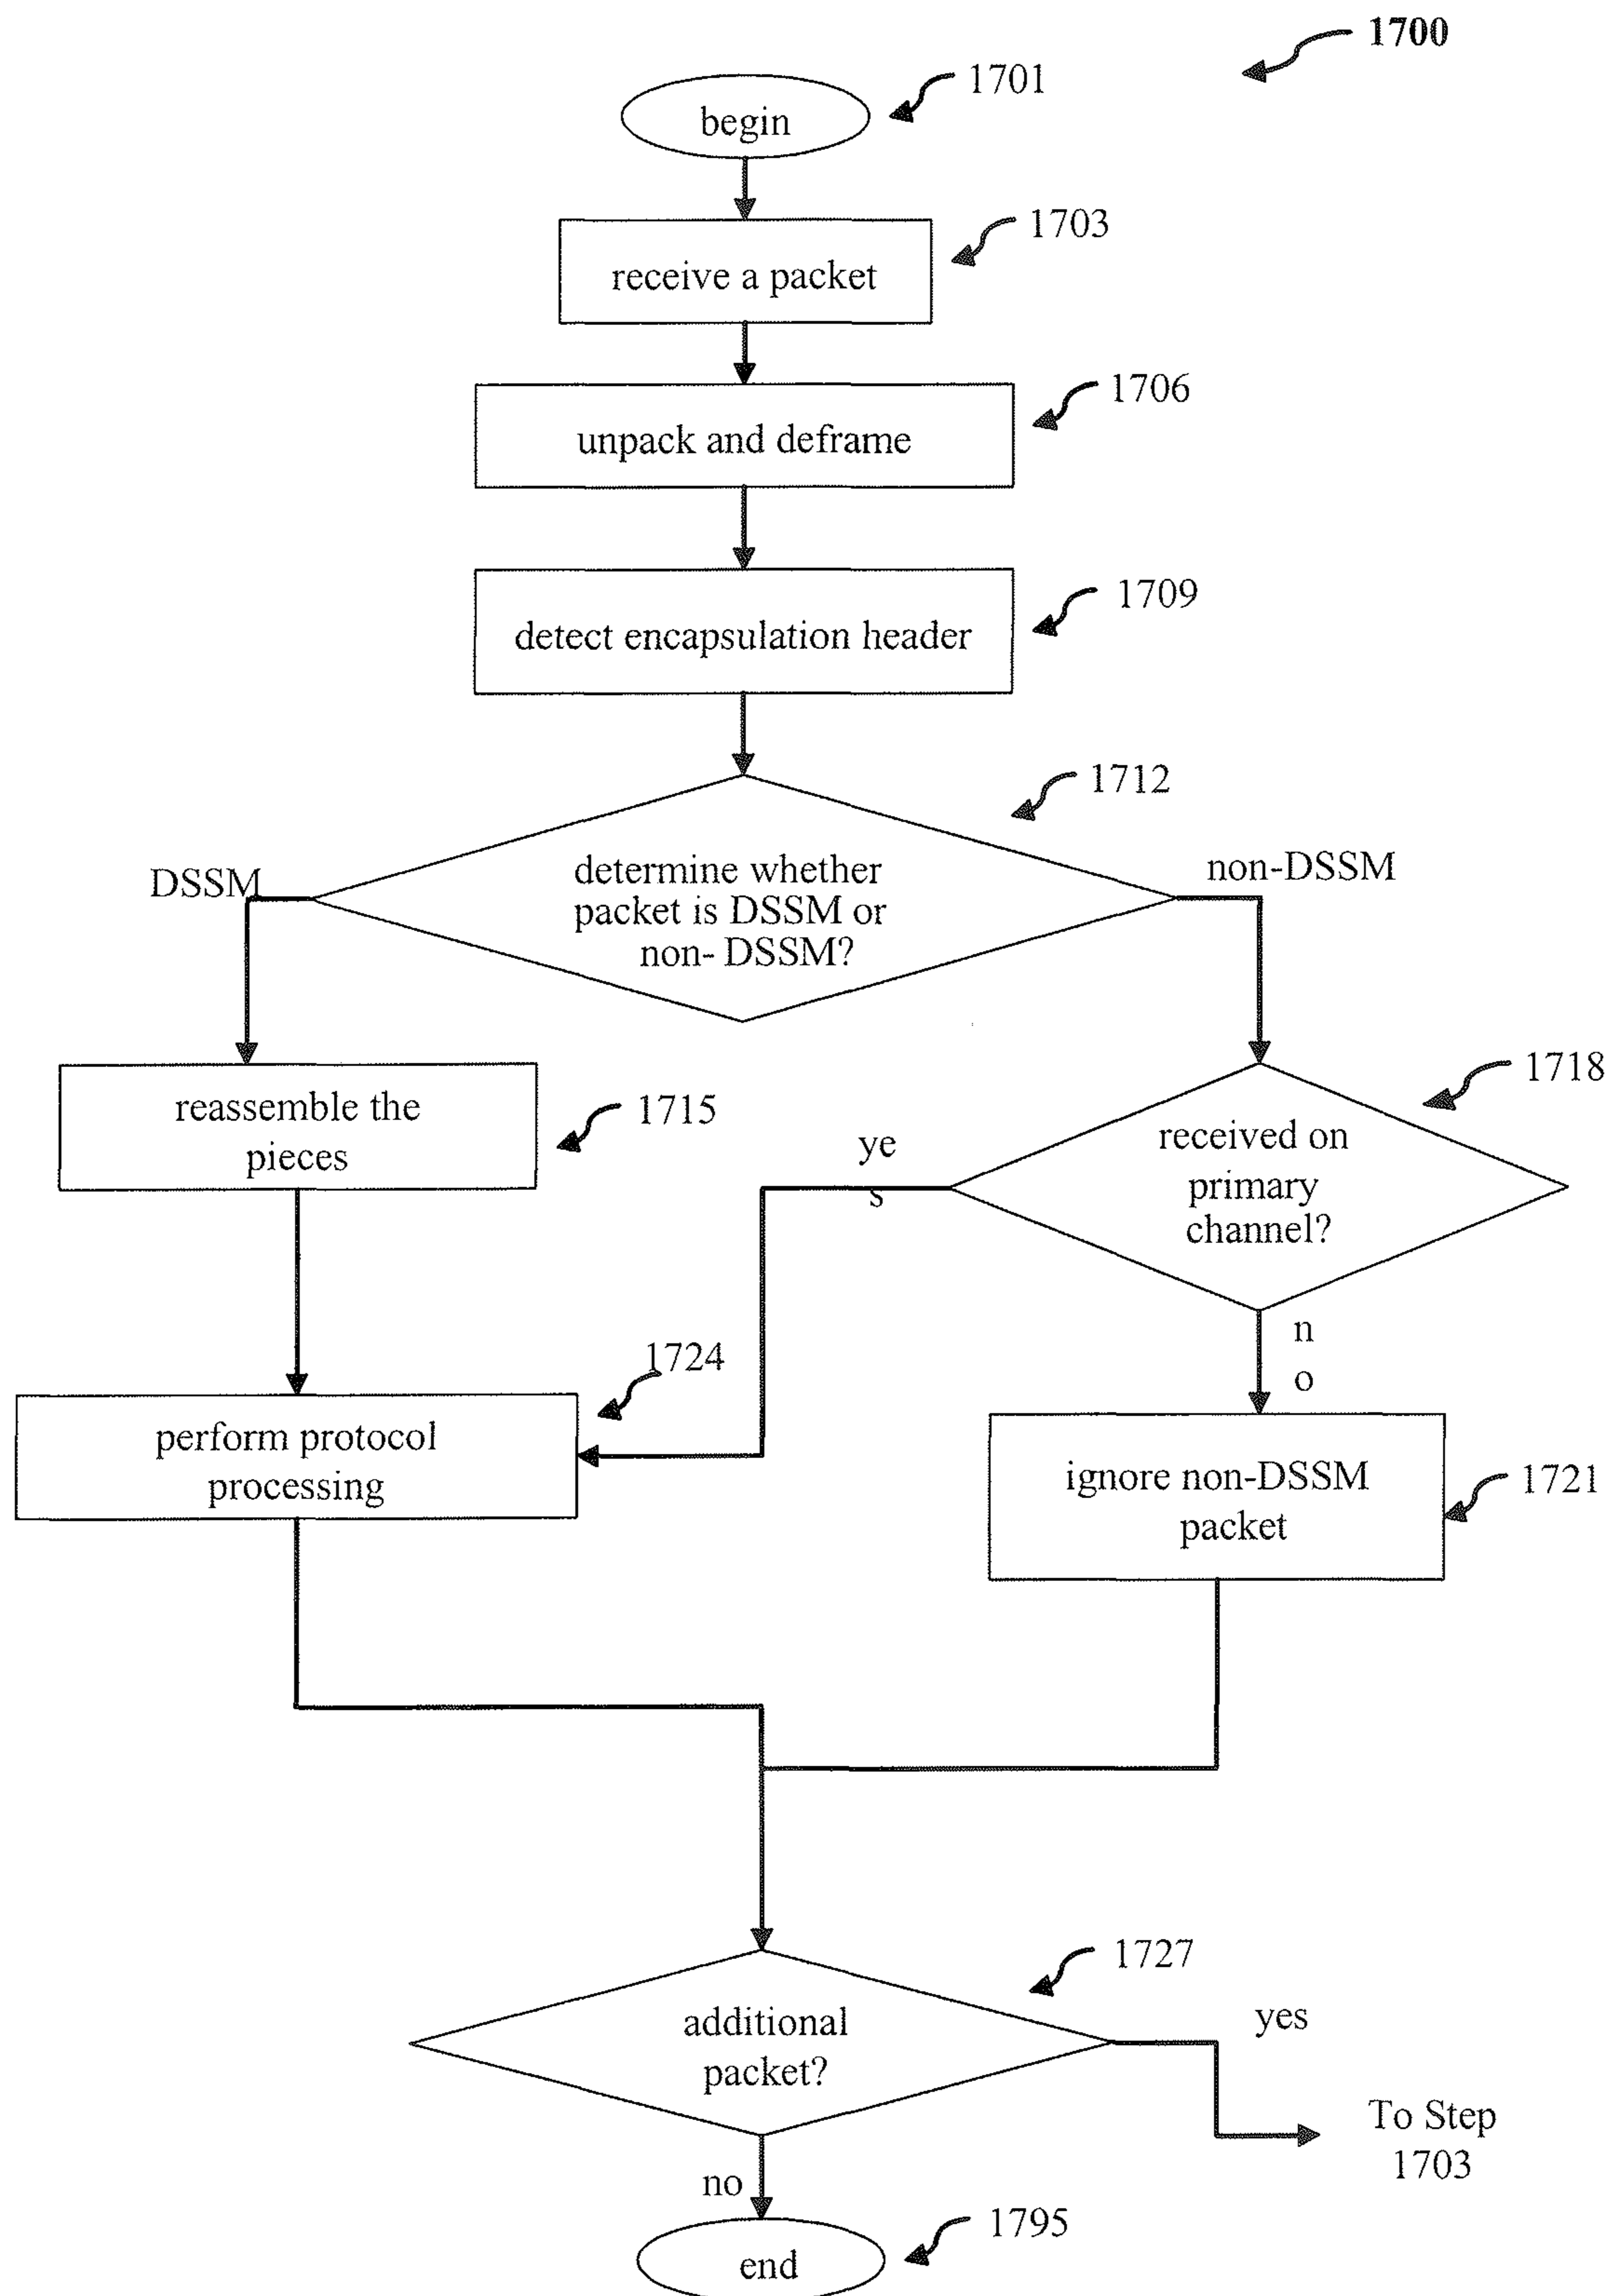 1700
1701
begin
1703
receive a packet
1706
unpack and deframe
1709
detect encapsulation header
1712
determine whether
packet is DSSM or
non- DSSM?
DSSM
non-DSSM
1715
reassemble the
pieces
1718
received on
primary
channel?
ye
s
n
o
1724
perform protocol
processing
1721
ignore non-DSSM
packet
1727
additional
packet?
yes
To Step
1703
no
1795
end